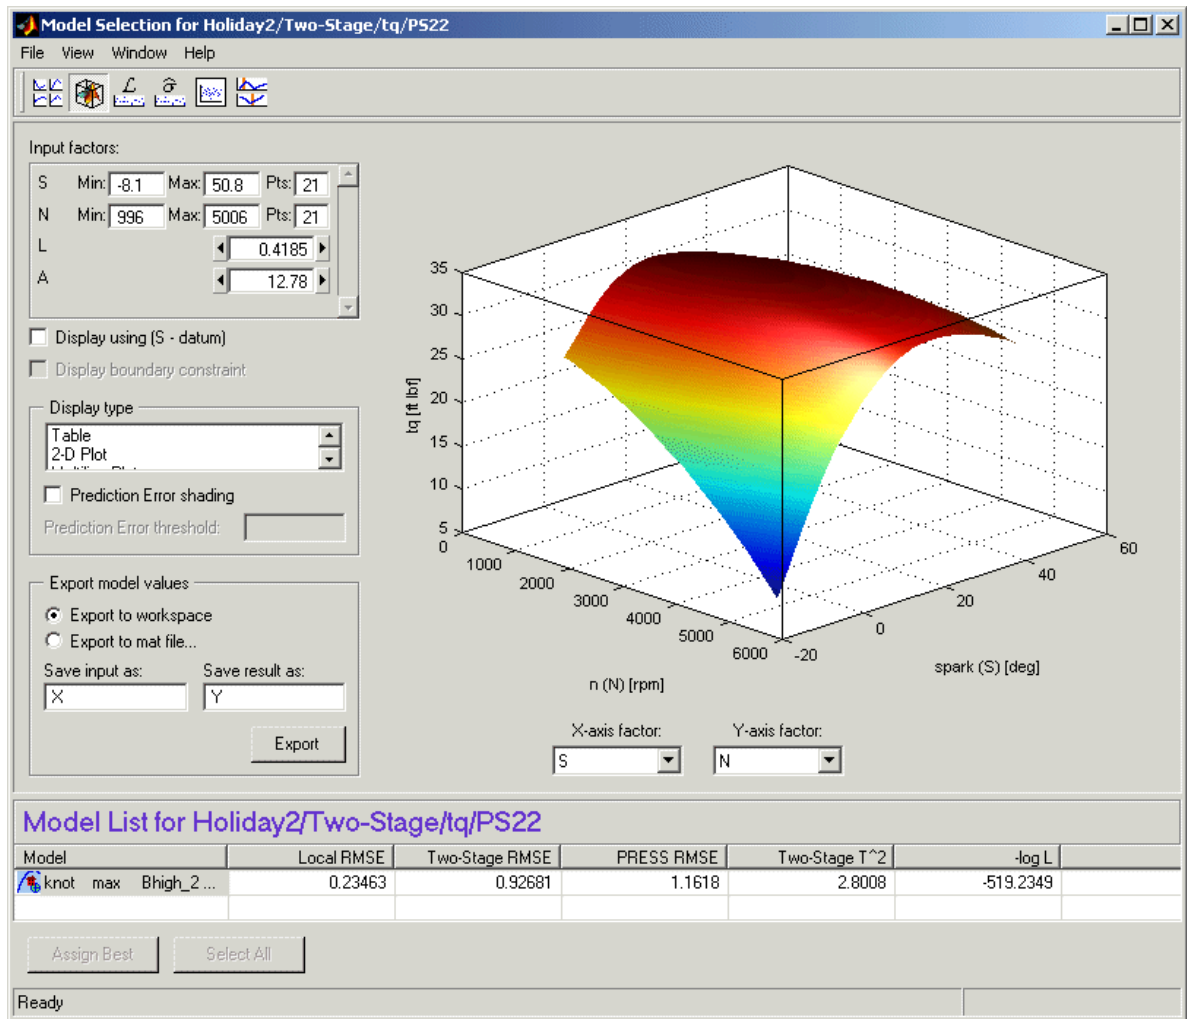 Model Selection for Holiday2/Two-Stage/tq/PS22
File View Window Help
Input factors:
S Min: -8.1 Max: 50.8 Pts: 21
N Min: 996 Max: 5006 Pts: 21
L 0.4185
A 12.78
Display using (S - datum)
Display boundary constraint
Display type
Table
2-D Plot
Prediction Error shading
Prediction Error threshold:
Export model values
Export to workspace
Export to mat file...
Save input as: Save result as:
X Y
Export
tq [ft lbf]
35
30
25
20
15
10
5
0
1000
2000
3000
4000
5000
6000
n (N) [rpm]
-20
0
20
40
60
spark (S) [deg]
X-axis factor: Y-axis factor:
S N
Model List for Holiday2/Two-Stage/tq/PS22
Model Local RMSE Two-Stage RMSE PRESS RMSE Two-Stage T^2 -log L
knot max Bhigh_2 ... 0.23463 0.92681 1.1618 2.8008 -519.2349
Assign Best Select All
Ready